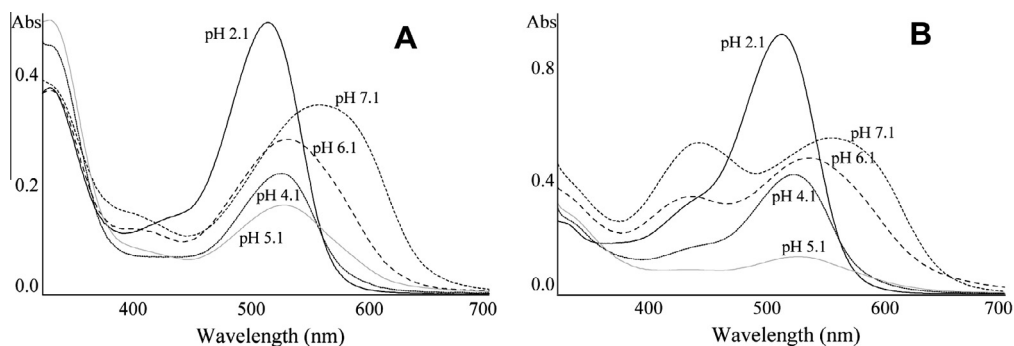 Abs
A
pH 2.1
0.4
pH 7.1
pH 6.1
0.2
pH 4.1
pH 5.1
0.0
400
500
600
700
Wavelength (nm)
Abs
B
pH 2.1
0.8
pH 7.1
pH 6.1
0.4
pH 4.1
pH 5.1
0.0
400
500
600
700
Wavelength (nm)